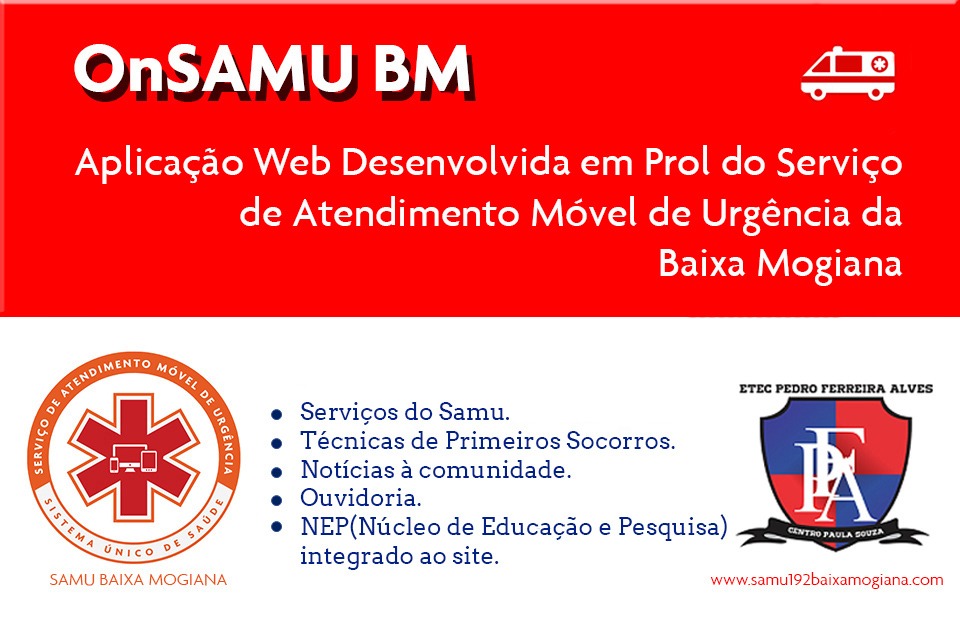 OnSAMU BM
Aplicação Web Desenvolvida em Prol do Serviço
de Atendimento Móvel de Urgência da
Baixa Mogiana
SERVIÇO DE ATENDIMENTO MÓVEL DE URGÊNCIA
SISTEMA ÚNICO DE SAÚDE
SAMU BAIXA MOGIANA
• Serviços do Samu.
• Técnicas de Primeiros Socorros.
• Notícias à comunidade.
• Ouvidoria.
• NEP(Núcleo de Educação e Pesquisa)
integrado ao site.
ETEC PEDRO FERREIRA ALVES
PFA
CENTRO PAULA SOUZA
www.samu192baixamogiana.com